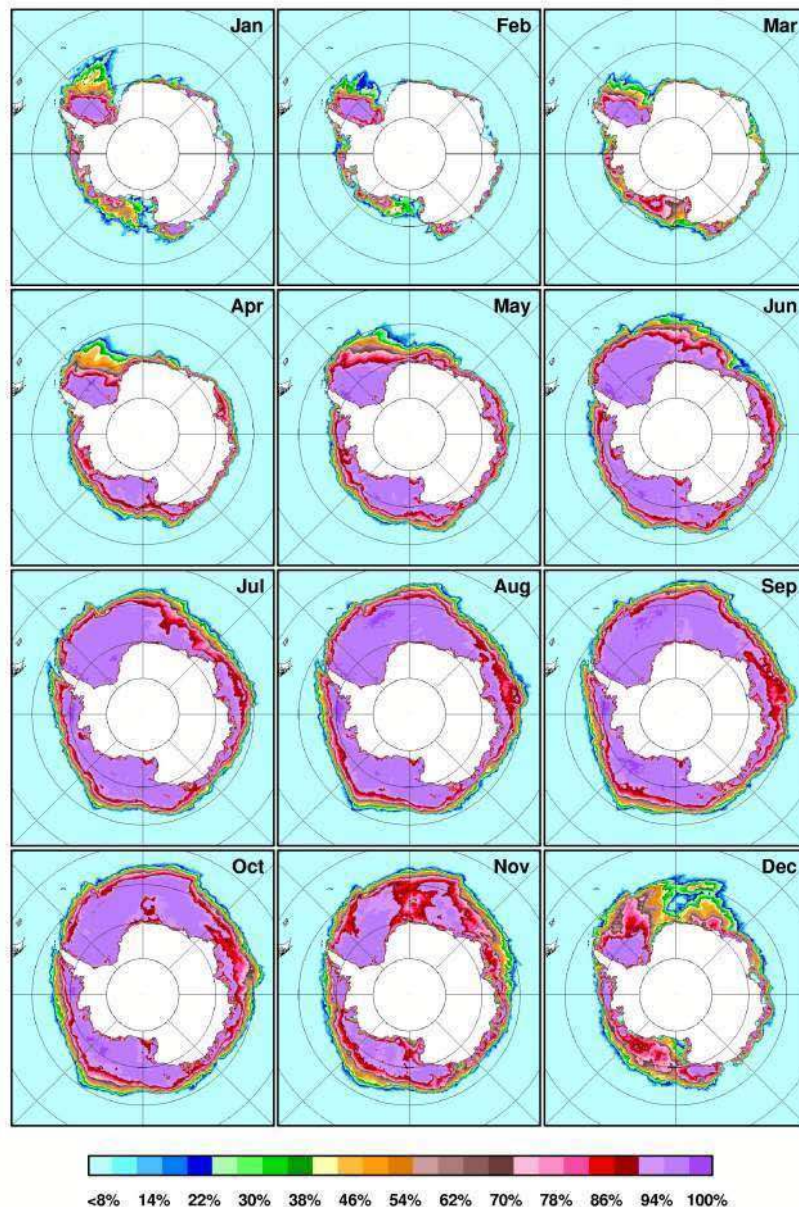 Jan Feb Mar
Apr May Jun
Jul Aug Sep
Oct Nov Dec
<8% 14% 22% 30% 38% 46% 54% 62% 70% 78% 86% 94% 100%